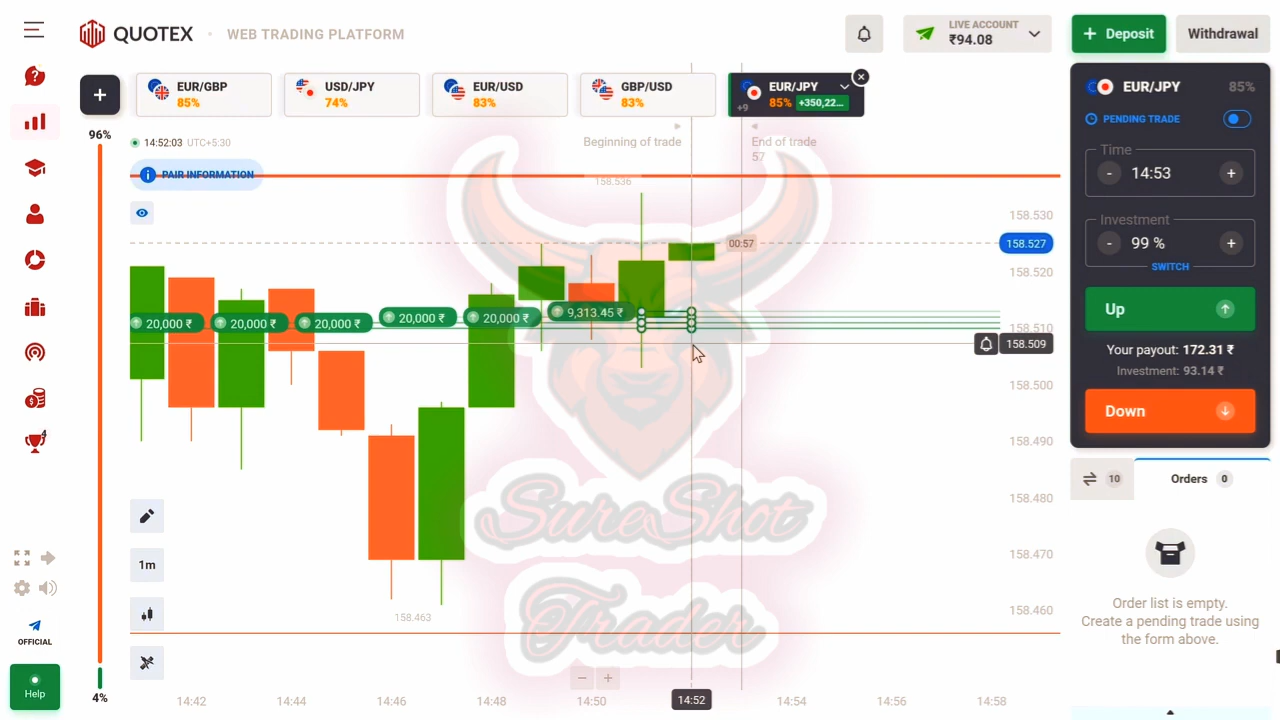 QUOTEX
WEB TRADING PLATFORM
LIVE ACCOUNT
₹94.08
+ Deposit
Withdrawal
+
EUR/GBP
85%
USD/JPY
74%
EUR/USD
83%
GBP/USD
83%
EUR/JPY
+9
85%
+350,22...
EUR/JPY
85%
PENDING TRADE
Time
- 14:53 +
Investment
- 99 % +
SWITCH
Up
Your payout: 172.31 ₹
Investment: 93.14 ₹
Down
10
Orders 0
Order list is empty.
Create a pending trade using
the form above.
96%
14:52:03 UTC+5:30
Beginning of trade
End of trade
57
PAIR INFORMATION
158.536
158.530
158.527
00:57
158.520
20,000 ₹
20,000 ₹
20,000 ₹
20,000 ₹
20,000 ₹
9,313.45 ₹
158.510
158.509
158.500
158.490
158.480
158.470
158.460
158.463
SureShot
Trader
1m
4
OFFICIAL
Help
4%
14:42
14:44
14:46
14:48
14:50
14:52
14:54
14:56
14:58